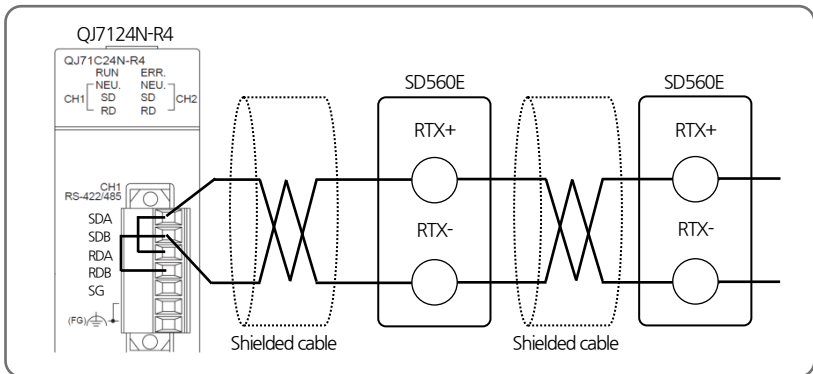 QJ7124N-R4
QJ71C24N-R4
RUN ERR.
NEU. NEU.
CH1 SD SD CH2
RD RD
CH1
RS-422/485
SDA
SDB
RDA
RDB
SG
(FG)
SD560E
RTX+
RTX-
SD560E
RTX+
RTX-
Shielded cable
Shielded cable